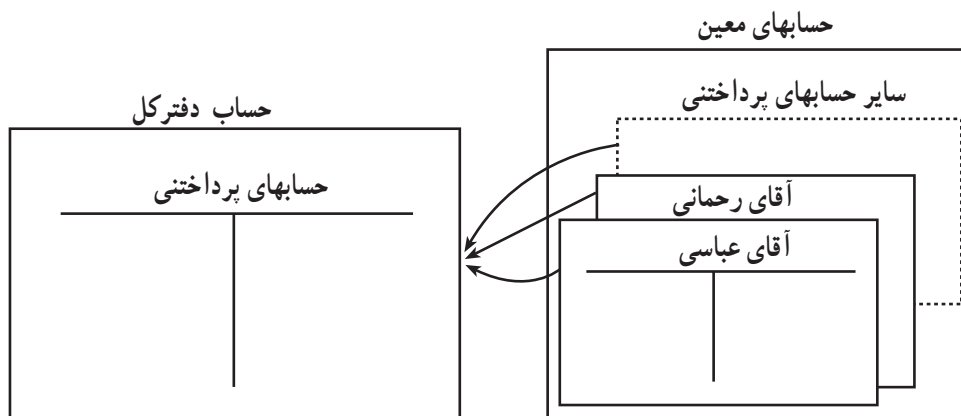 حسابهای معین
سایر حسابهای پرداختنی
آقای رحمانی
آقای عباسی
حساب دفترکل
حسابهای پرداختنی